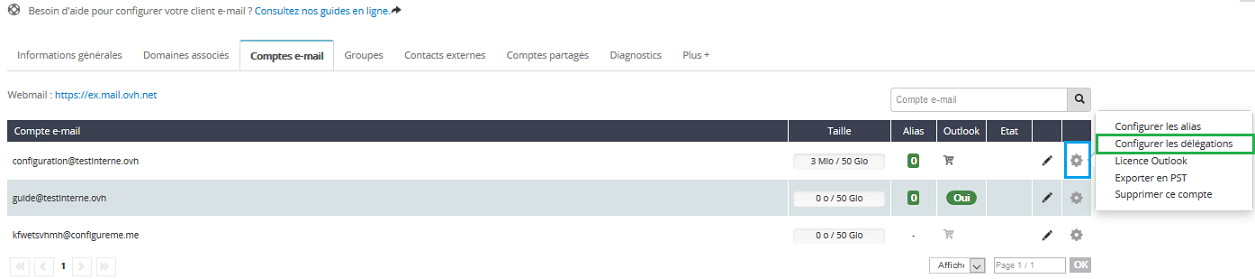 Besoin d'aide pour configurer votre client e-mail ? Consultez nos guides en ligne.
Informations générales Domaines associés Comptes e-mail Groupes Contacts externes Comptes partagés Diagnostics Plus +
Webmail : https://ex.mail.ovh.net
Compte e-mail
Compte e-mail Taille Alias Outlook Etat
configuration@testinterne.ovh 3 Mio / 50 Gio 0
guide@testinterne.ovh 0 o / 50 Gio 0 Oui
kfwetsvhmh@configureme.me 0 o / 50 Gio -
Configurer les alias
Configurer les délégations
Licence Outlook
Exporter en PST
Supprimer ce compte
1 Affiche Page 1 / 1 OK